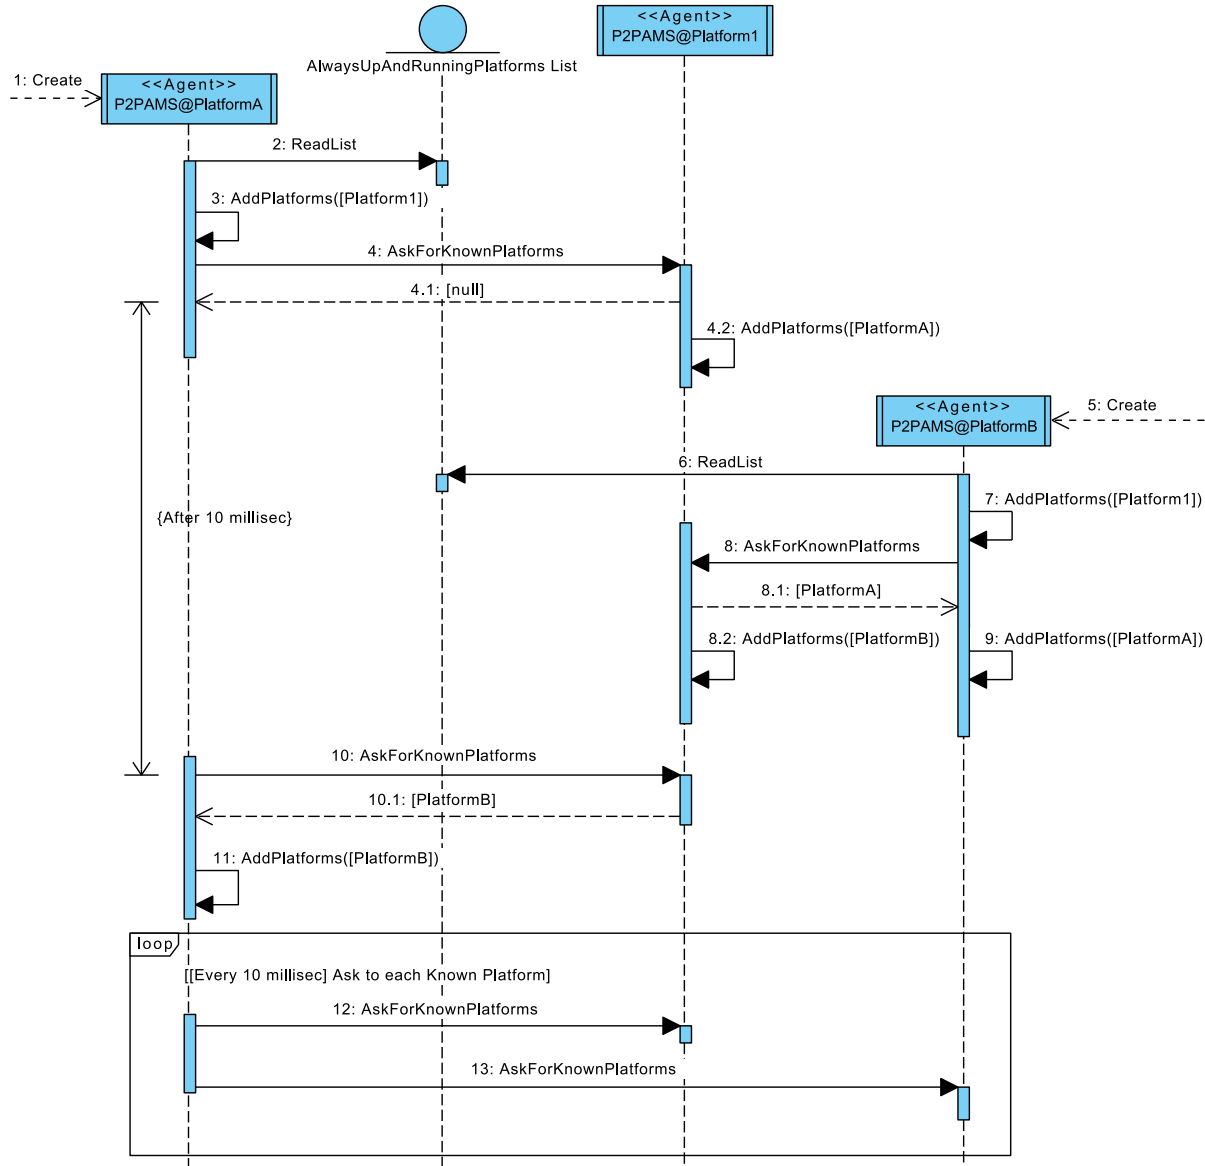 <<Agent>>
P2PAMS@Platform1
AlwaysUpAndRunningPlatforms List
1: Create
<<Agent>>
P2PAMS@PlatformA
2: ReadList
3: AddPlatforms([Platform1])
4: AskForKnownPlatforms
4.1: [null]
4.2: AddPlatforms([PlatformA])
<<Agent>>
P2PAMS@PlatformB
5: Create
6: ReadList
7: AddPlatforms([Platform1])
{After 10 millisec}
8: AskForKnownPlatforms
8.1: [PlatformA]
8.2: AddPlatforms([PlatformB])
9: AddPlatforms([PlatformA])
10: AskForKnownPlatforms
10.1: [PlatformB]
11: AddPlatforms([PlatformB])
loop
[[Every 10 millisec] Ask to each Known Platform]
12: AskForKnownPlatforms
13: AskForKnownPlatforms